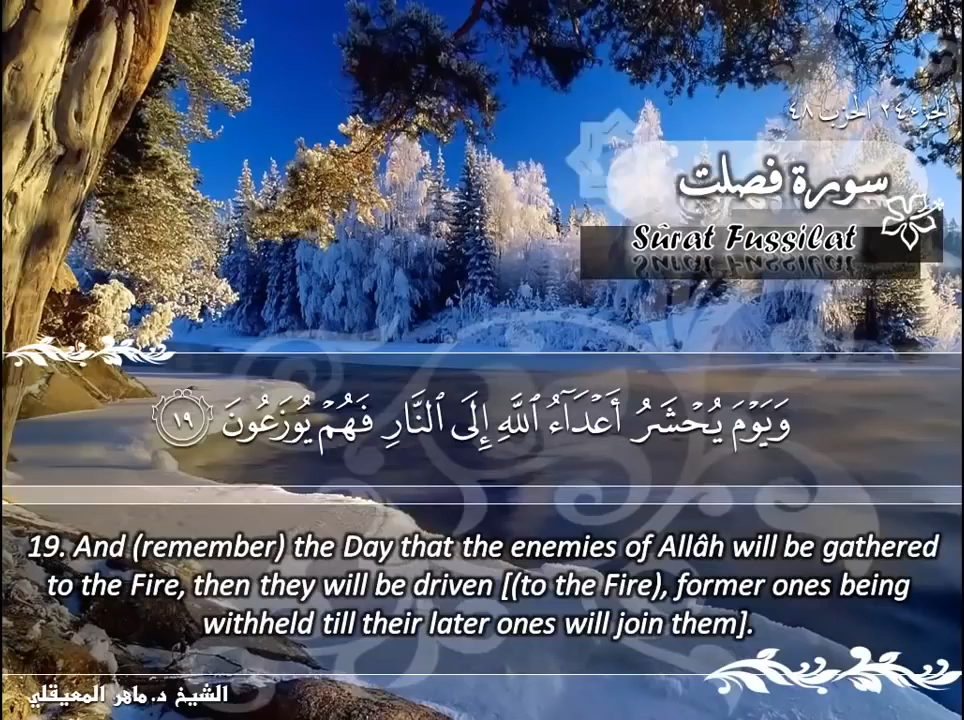 الجزء ٢٤ الحزب ٤٨
سورة فصلت
Sûrat Fussilat
وَيَوْمَ يُحْشَرُ أَعْدَآءُ ٱللَّهِ إِلَى ٱلنَّارِ فَهُمْ يُوزَعُونَ ١٩
19. And (remember) the Day that the enemies of Allâh will be gathered
to the Fire, then they will be driven [(to the Fire), former ones being
withheld till their later ones will join them].
الشيخ د. ماهر المعيقلي